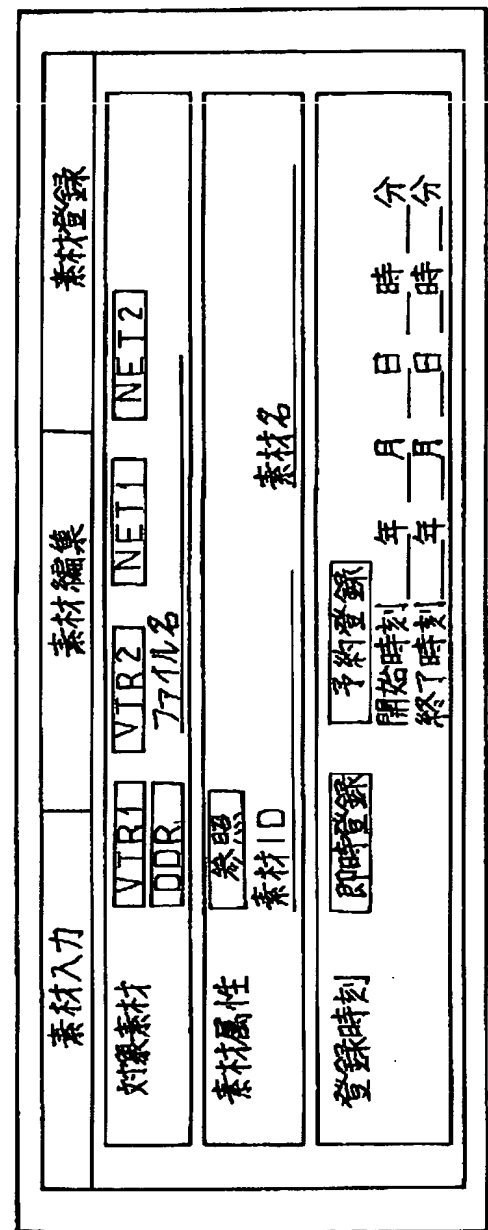 素材入力 素材編集 素材登録
対象素材 VTR1 VTR2 NET1 NET2
DDR ファイル名
素材属性 参照
素材ID 素材名
登録時刻 即時登録 予約登録
開始時刻 年 月 日 時 分
終了時刻 年 月 日 時 分